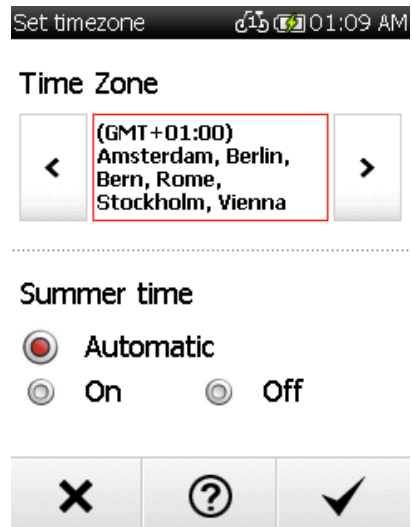 Set timezone 01:09 AM
Time Zone
(GMT+01:00)
Amsterdam, Berlin,
Bern, Rome,
Stockholm, Vienna
Summer time
Automatic
On Off